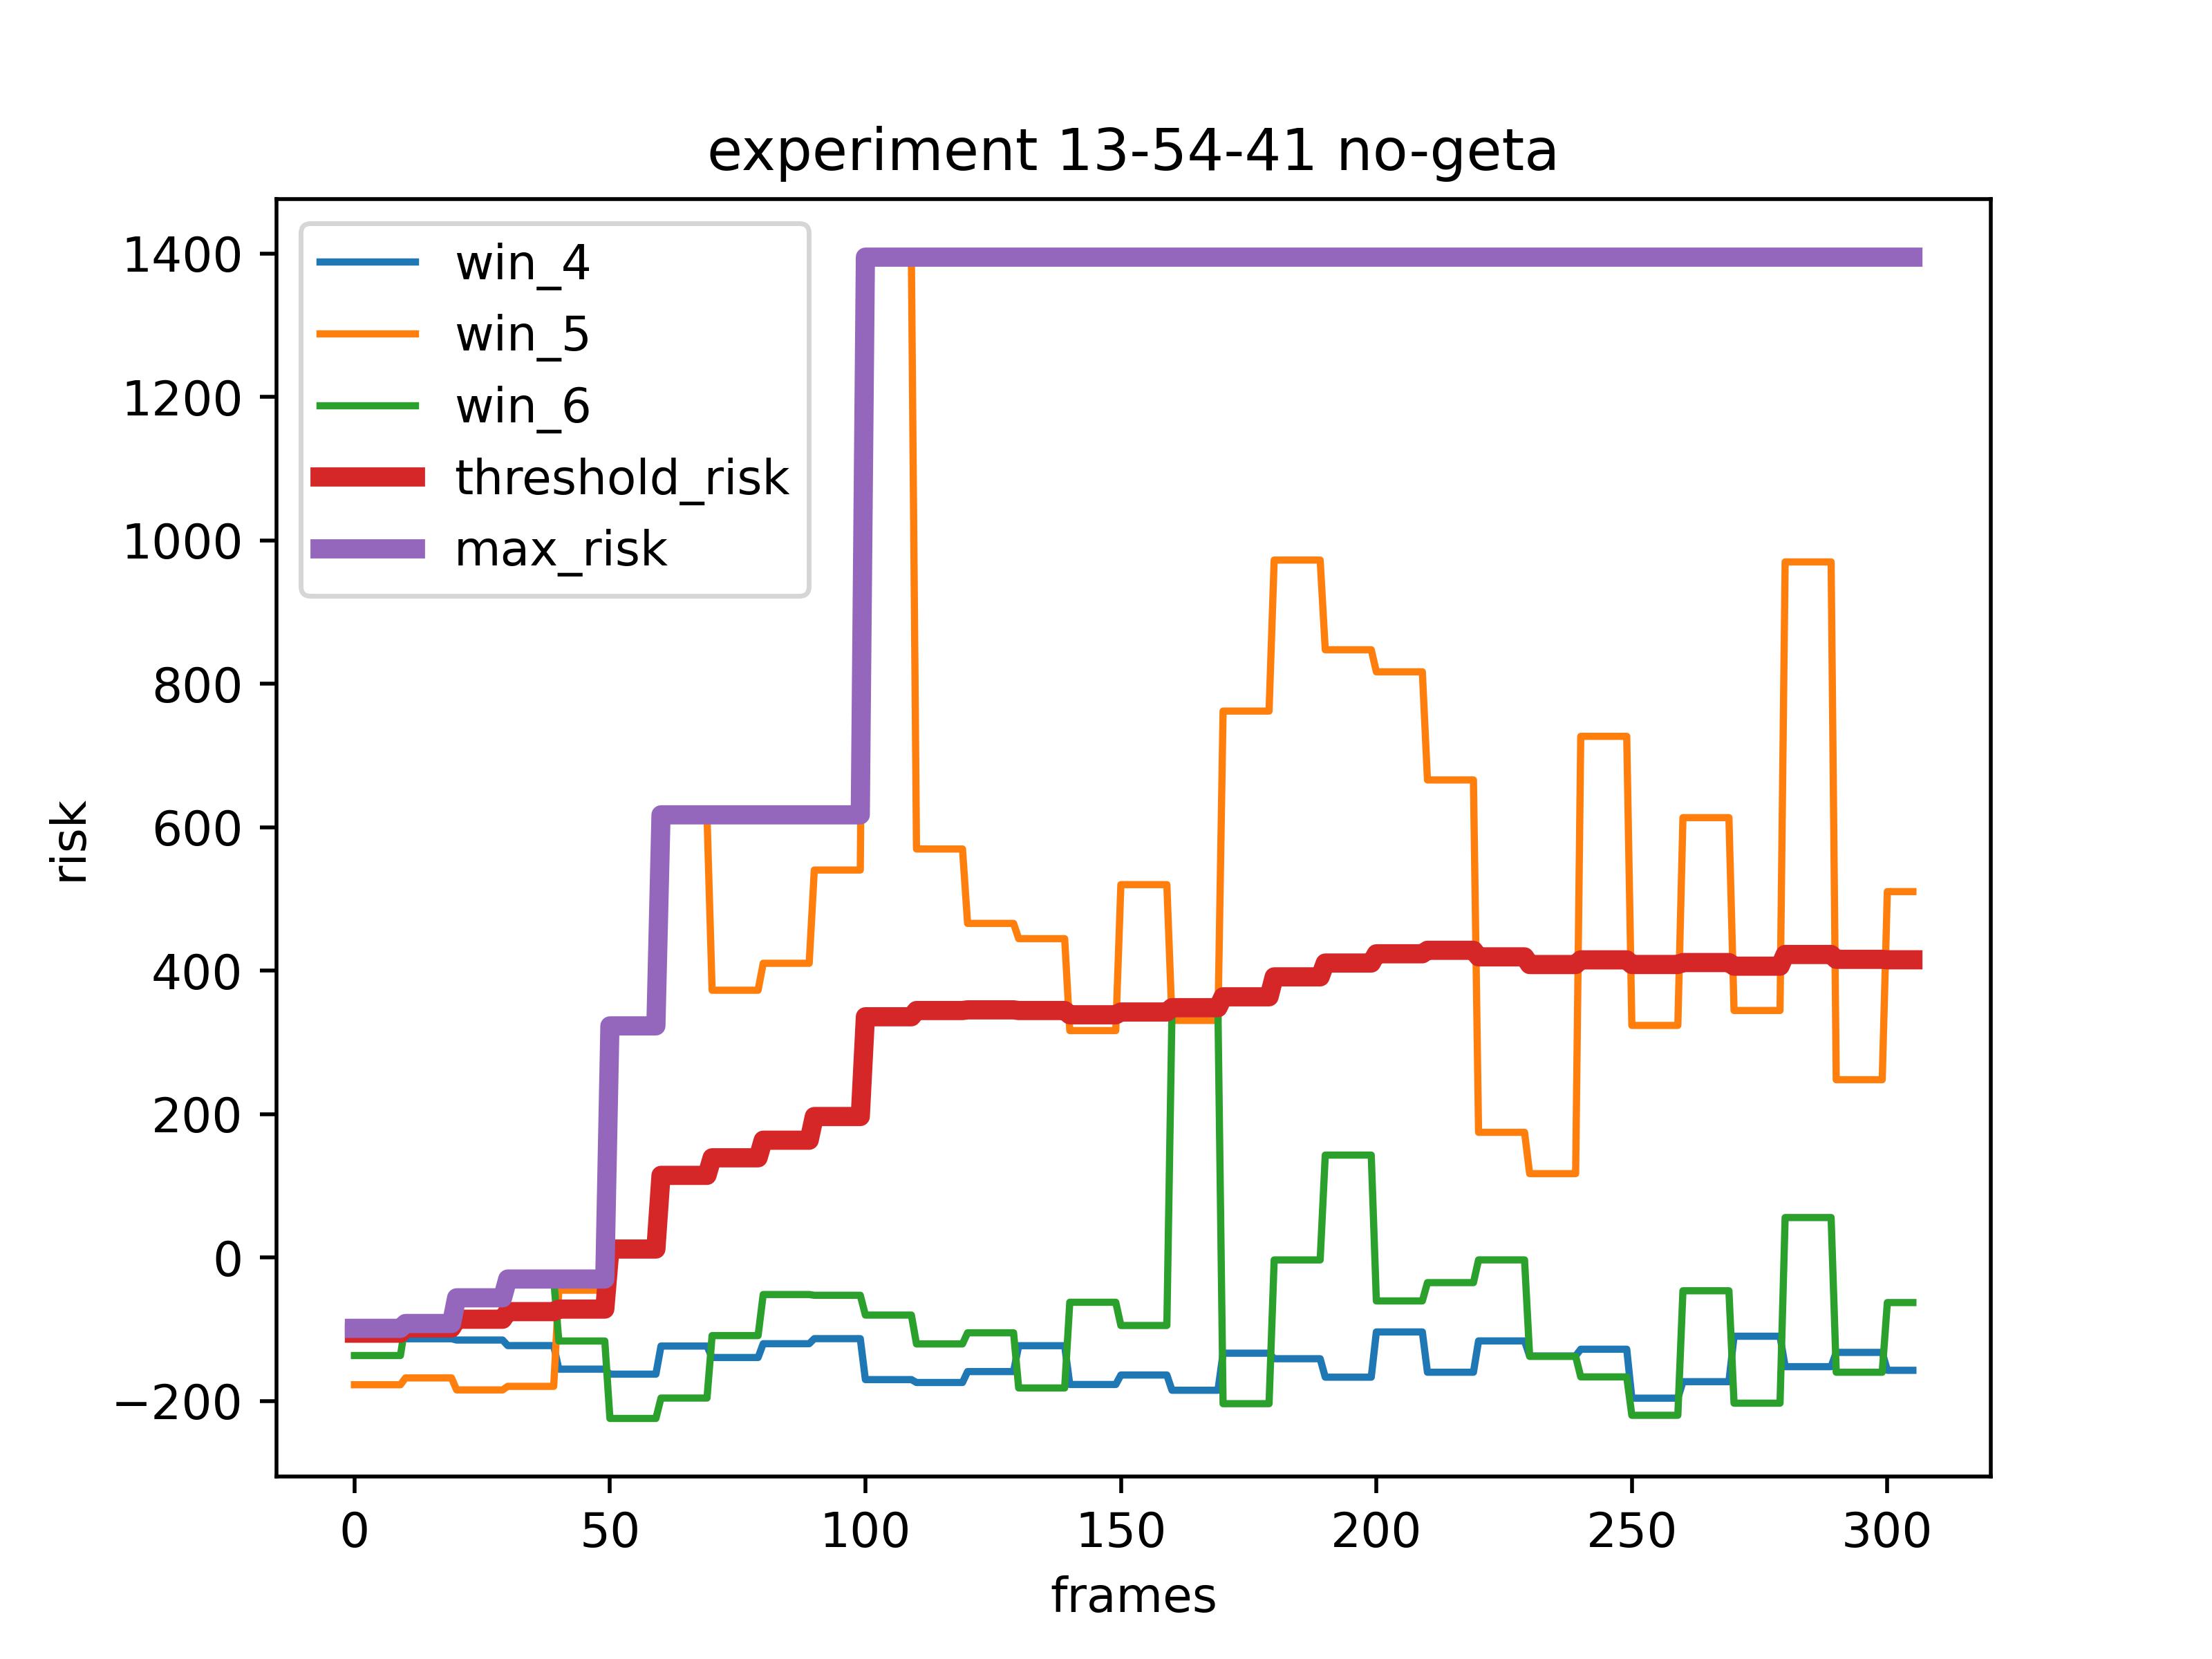 experiment 13-54-41 no-geta
win_4
win_5
win_6
threshold_risk
max_risk
1400
1200
1000
800
600
400
200
0
−200
risk
0 50 100 150 200 250 300
frames